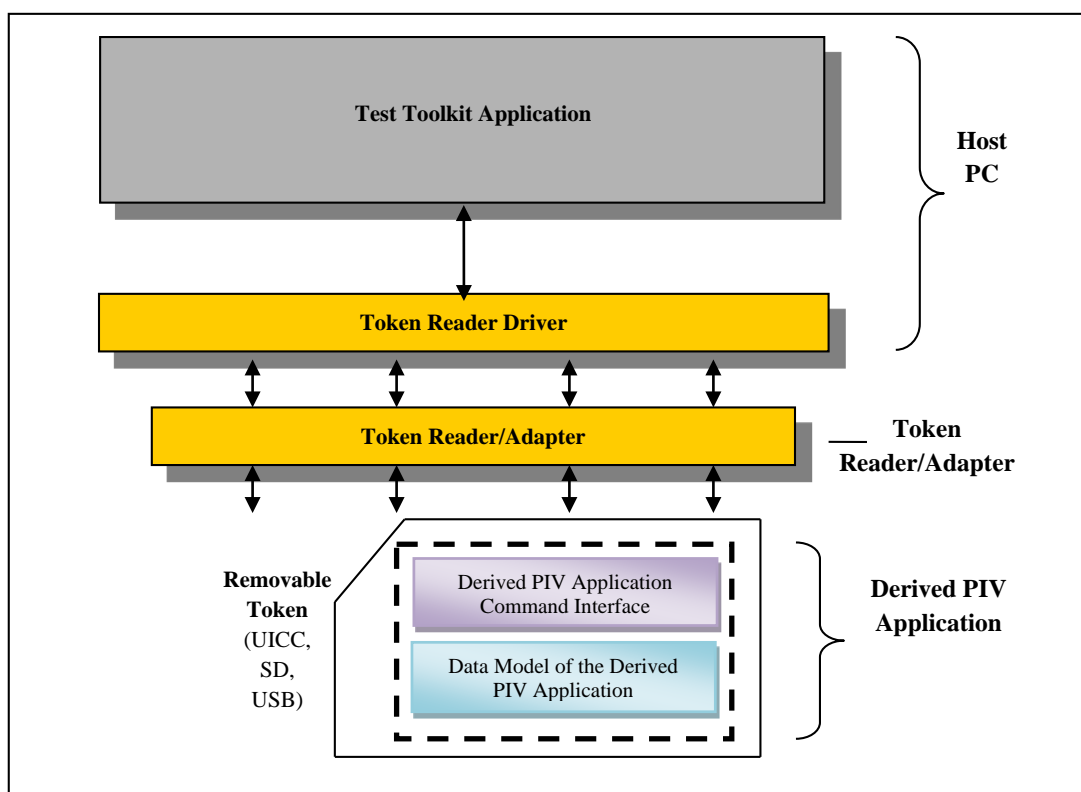 Test Toolkit Application
Host
PC
Token Reader Driver
Token Reader/Adapter
Token
Reader/Adapter
Removable
Token
(UICC,
SD,
USB)
Derived PIV Application
Command Interface
Data Model of the Derived
PIV Application
Derived PIV
Application